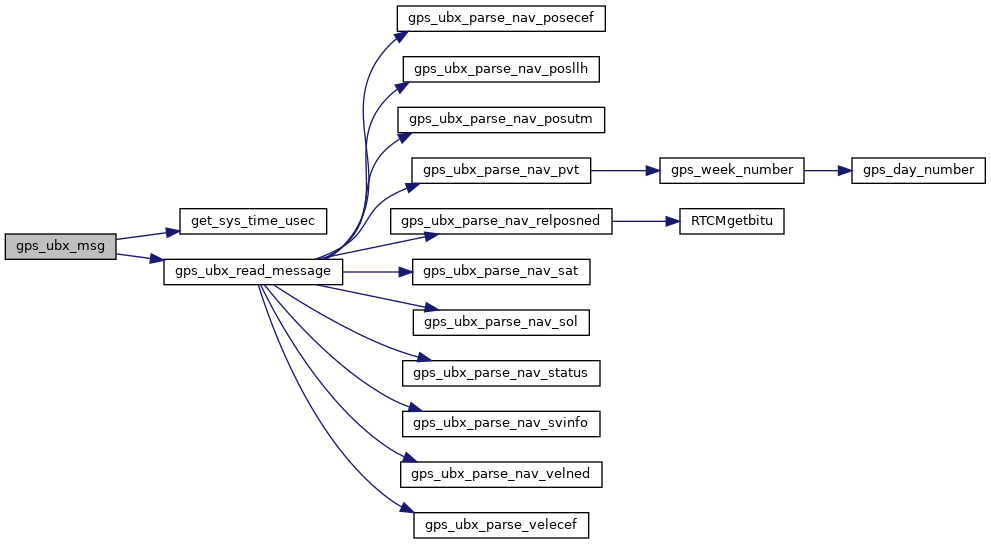 gps_ubx_parse_nav_posecef
gps_ubx_parse_nav_posllh
gps_ubx_parse_nav_posutm
gps_ubx_parse_nav_pvt
gps_week_number
gps_day_number
get_sys_time_usec
gps_ubx_parse_nav_relposned
RTCMgetbitu
gps_ubx_msg
gps_ubx_read_message
gps_ubx_parse_nav_sat
gps_ubx_parse_nav_sol
gps_ubx_parse_nav_status
gps_ubx_parse_nav_svinfo
gps_ubx_parse_nav_velned
gps_ubx_parse_velecef